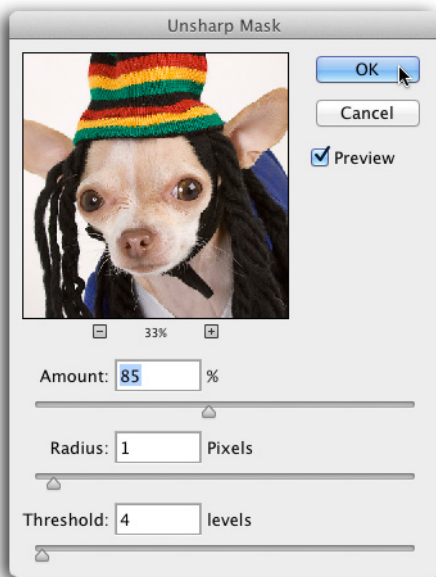 Unsharp Mask
OK
Cancel
Preview
33%
Amount: 85 %
Radius: 1 Pixels
Threshold: 4 levels